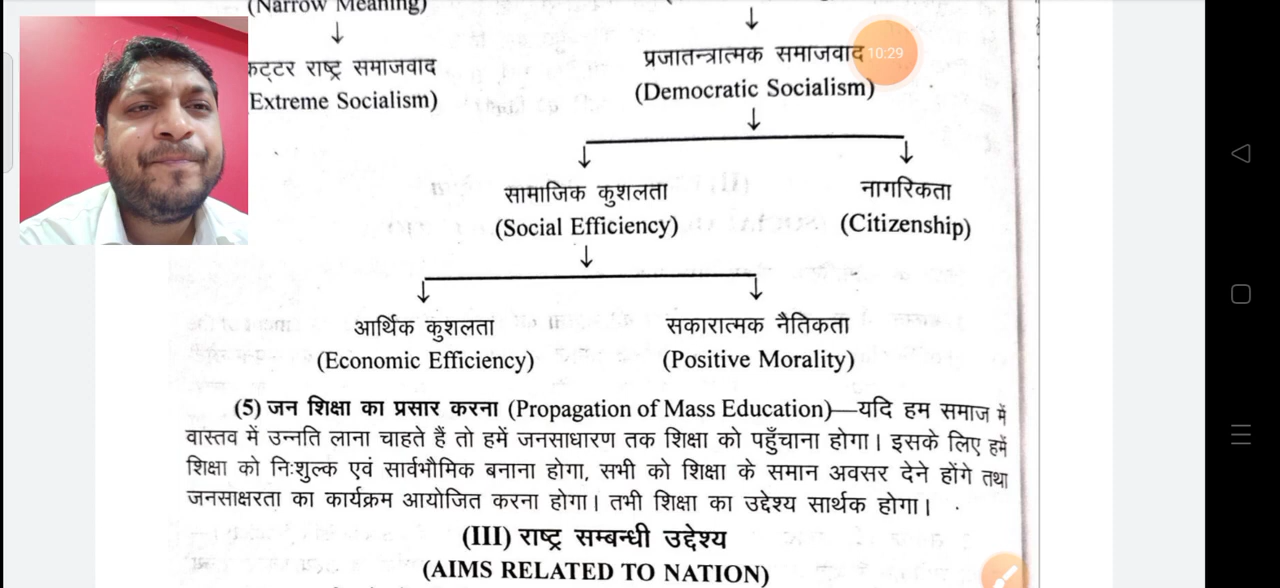 (Narrow Meaning)
कट्टर राष्ट्र समाजवाद
Extreme Socialism)
प्रजातन्त्रात्मक समाजवाद
10:29
(Democratic Socialism)
सामाजिक कुशलता
नागरिकता
(Social Efficiency)
(Citizenship)
आर्थिक कुशलता
सकारात्मक नैतिकता
(Economic Efficiency)
(Positive Morality)
(5) जन शिक्षा का प्रसार करना (Propagation of Mass Education)—यदि हम समाज में
वास्तव में उन्नति लाना चाहते हैं तो हमें जनसाधारण तक शिक्षा को पहुँचाना होगा। इसके लिए हमें
शिक्षा को निःशुल्क एवं सार्वभौमिक बनाना होगा, सभी को शिक्षा के समान अवसर देने होंगे तथा
जनसाक्षरता का कार्यक्रम आयोजित करना होगा। तभी शिक्षा का उद्देश्य सार्थक होगा।
(III) राष्ट्र सम्बन्धी उद्देश्य
(AIMS RELATED TO NATION)